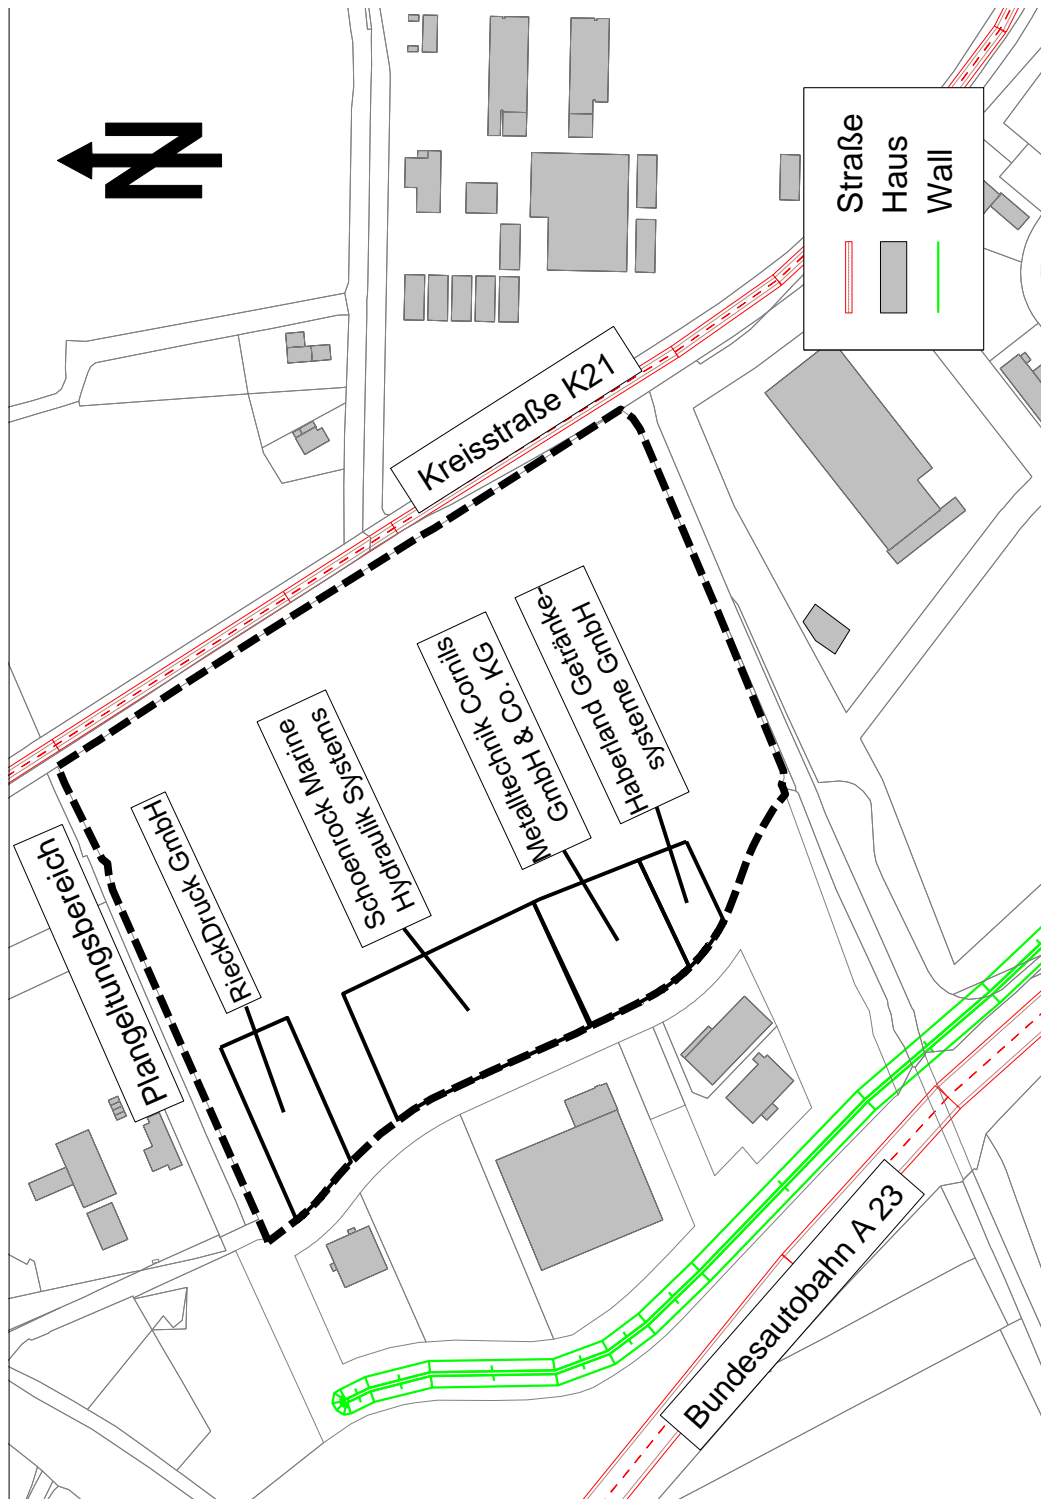 N
Straße
Haus
Wall
Kreisstraße K21
Plangeltungsbereich
RieckDruck GmbH
Schoenrock Marine
Hydraulik Systems
Metalltechnik Cornils
GmbH & Co. KG
Haberland Getränke-
systeme GmbH
Bundesautobahn A 23